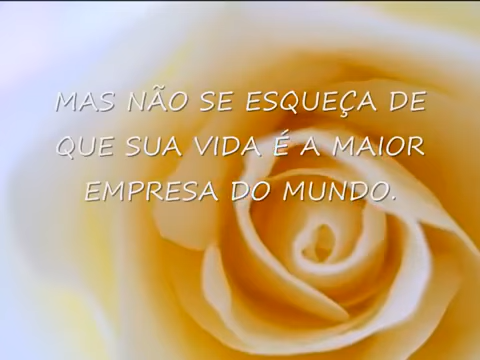 MAS NÃO SE ESQUEÇA DE
QUE SUA VIDA É A MAIOR
EMPRESA DO MUNDO.